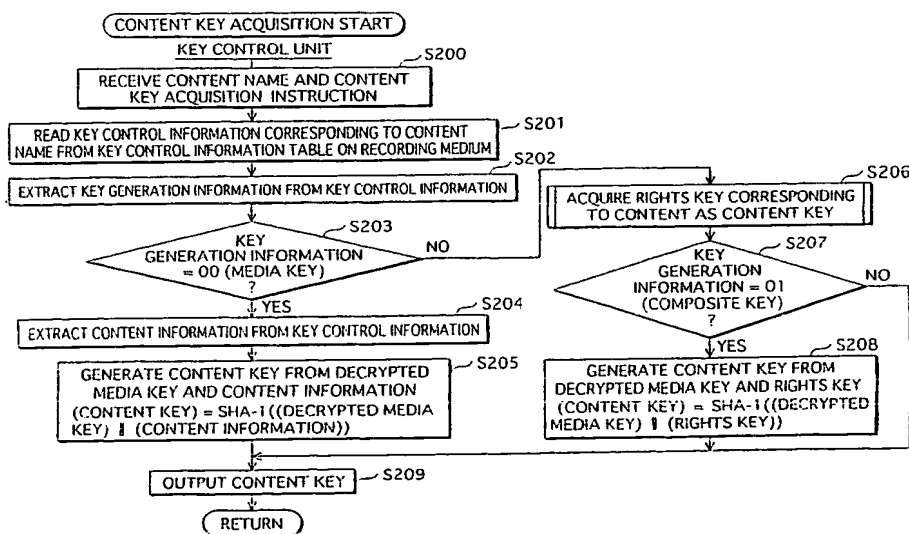 CONTENT KEY ACQUISITION START
KEY CONTROL UNIT
S200
RECEIVE CONTENT NAME AND CONTENT
KEY ACQUISITION INSTRUCTION
S201
READ KEY CONTROL INFORMATION CORRESPONDING TO CONTENT
NAME FROM KEY CONTROL INFORMATION TABLE ON RECORDING MEDIUM
S202
EXTRACT KEY GENERATION INFORMATION FROM KEY CONTROL INFORMATION
S203
KEY
GENERATION INFORMATION
= 00 (MEDIA KEY)
?
NO
YES
S204
EXTRACT CONTENT INFORMATION FROM KEY CONTROL INFORMATION
S205
GENERATE CONTENT KEY FROM DECRYPTED
MEDIA KEY AND CONTENT INFORMATION
(CONTENT KEY) = SHA-1((DECRYPTED MEDIA
KEY) || (CONTENT INFORMATION))
S206
ACQUIRE RIGHTS KEY CORRESPONDING
TO CONTENT AS CONTENT KEY
S207
KEY
GENERATION
INFORMATION = 01
(COMPOSITE KEY)
?
NO
YES
S208
GENERATE CONTENT KEY FROM
DECRYPTED MEDIA KEY AND RIGHTS KEY
(CONTENT KEY) = SHA-1((DECRYPTED
MEDIA KEY) || (RIGHTS KEY))
S209
OUTPUT CONTENT KEY
RETURN